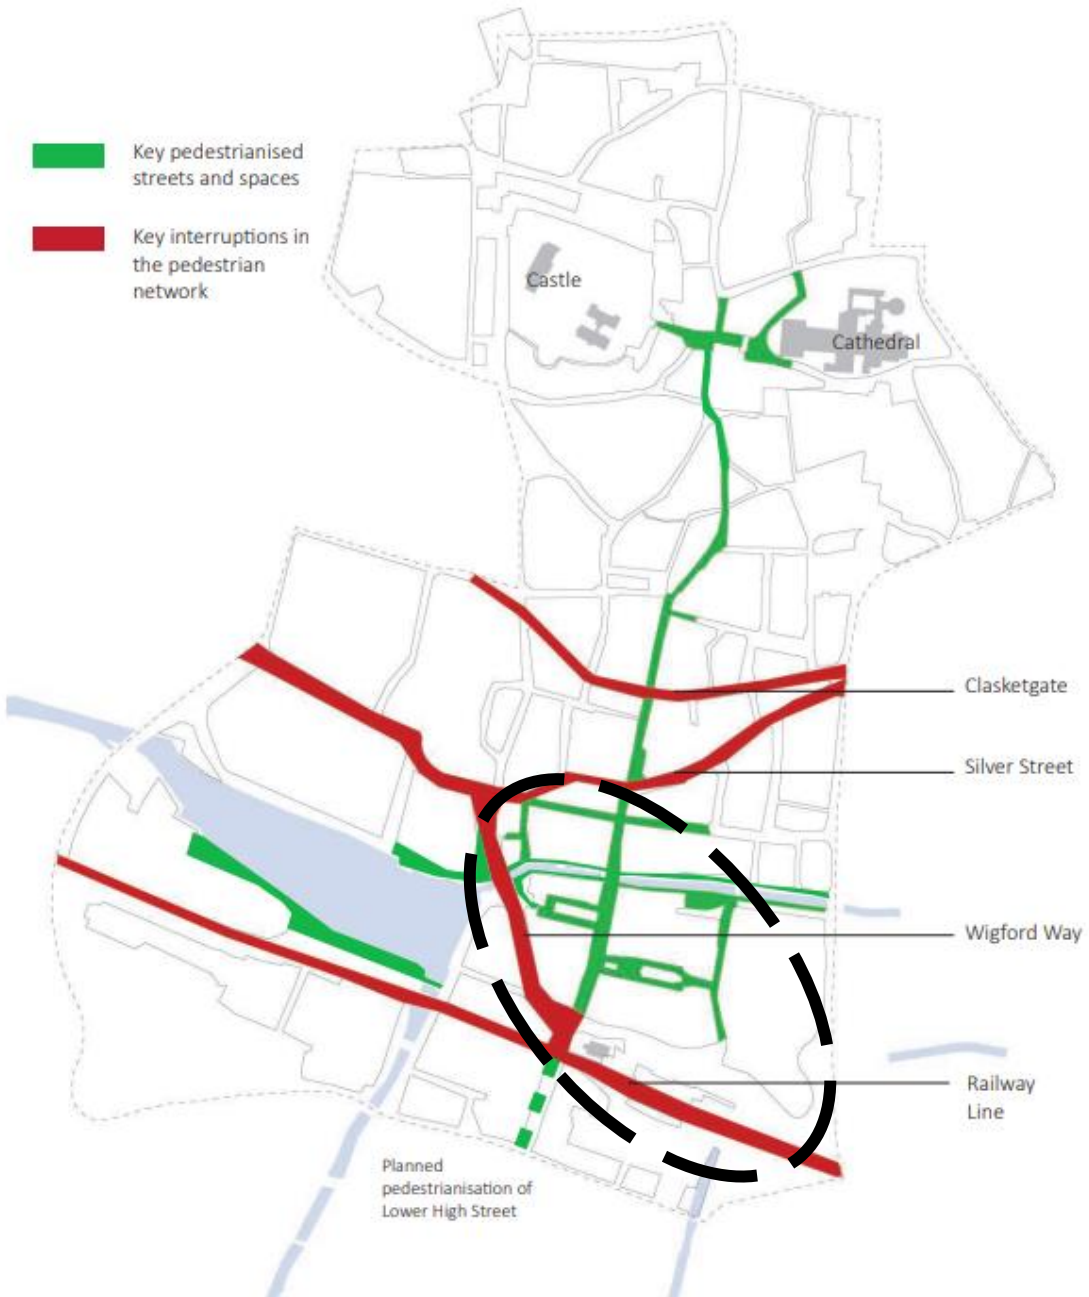 Key pedestrianised
streets and spaces
Key interruptions in
the pedestrian
network
Castle
Cathedral
Clasketgate
Silver Street
Wigford Way
Railway
Line
Planned
pedestrianisation of
Lower High Street